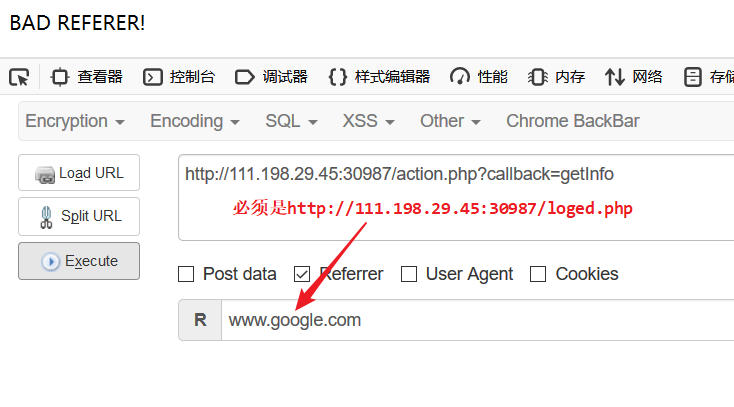 BAD REFERER!
查看器 控制台 调试器 样式编辑器 性能 内存 网络 存储
Encryption Encoding SQL XSS Other Chrome BackBar
Load URL
http://111.198.29.45:30987/action.php?callback=getInfo
必须是http://111.198.29.45:30987/loged.php
Split URL
Execute
Post data Referrer User Agent Cookies
R www.google.com